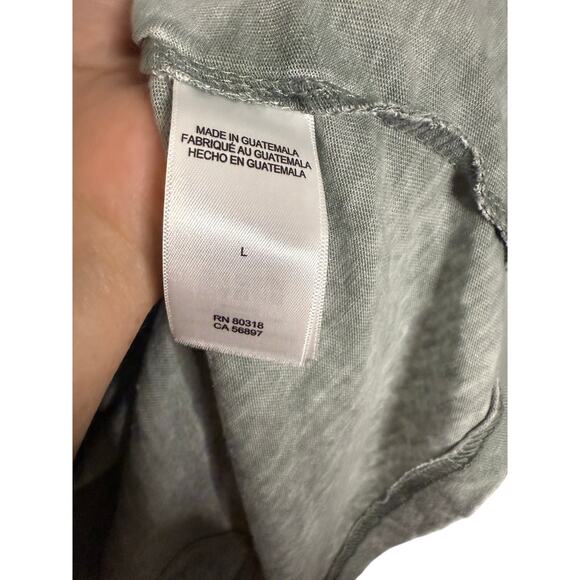 MADE IN GUATEMALA
FABRIQUÉ AU GUATEMALA
HECHO EN GUATEMALA
L
RN 80318
CA 56897